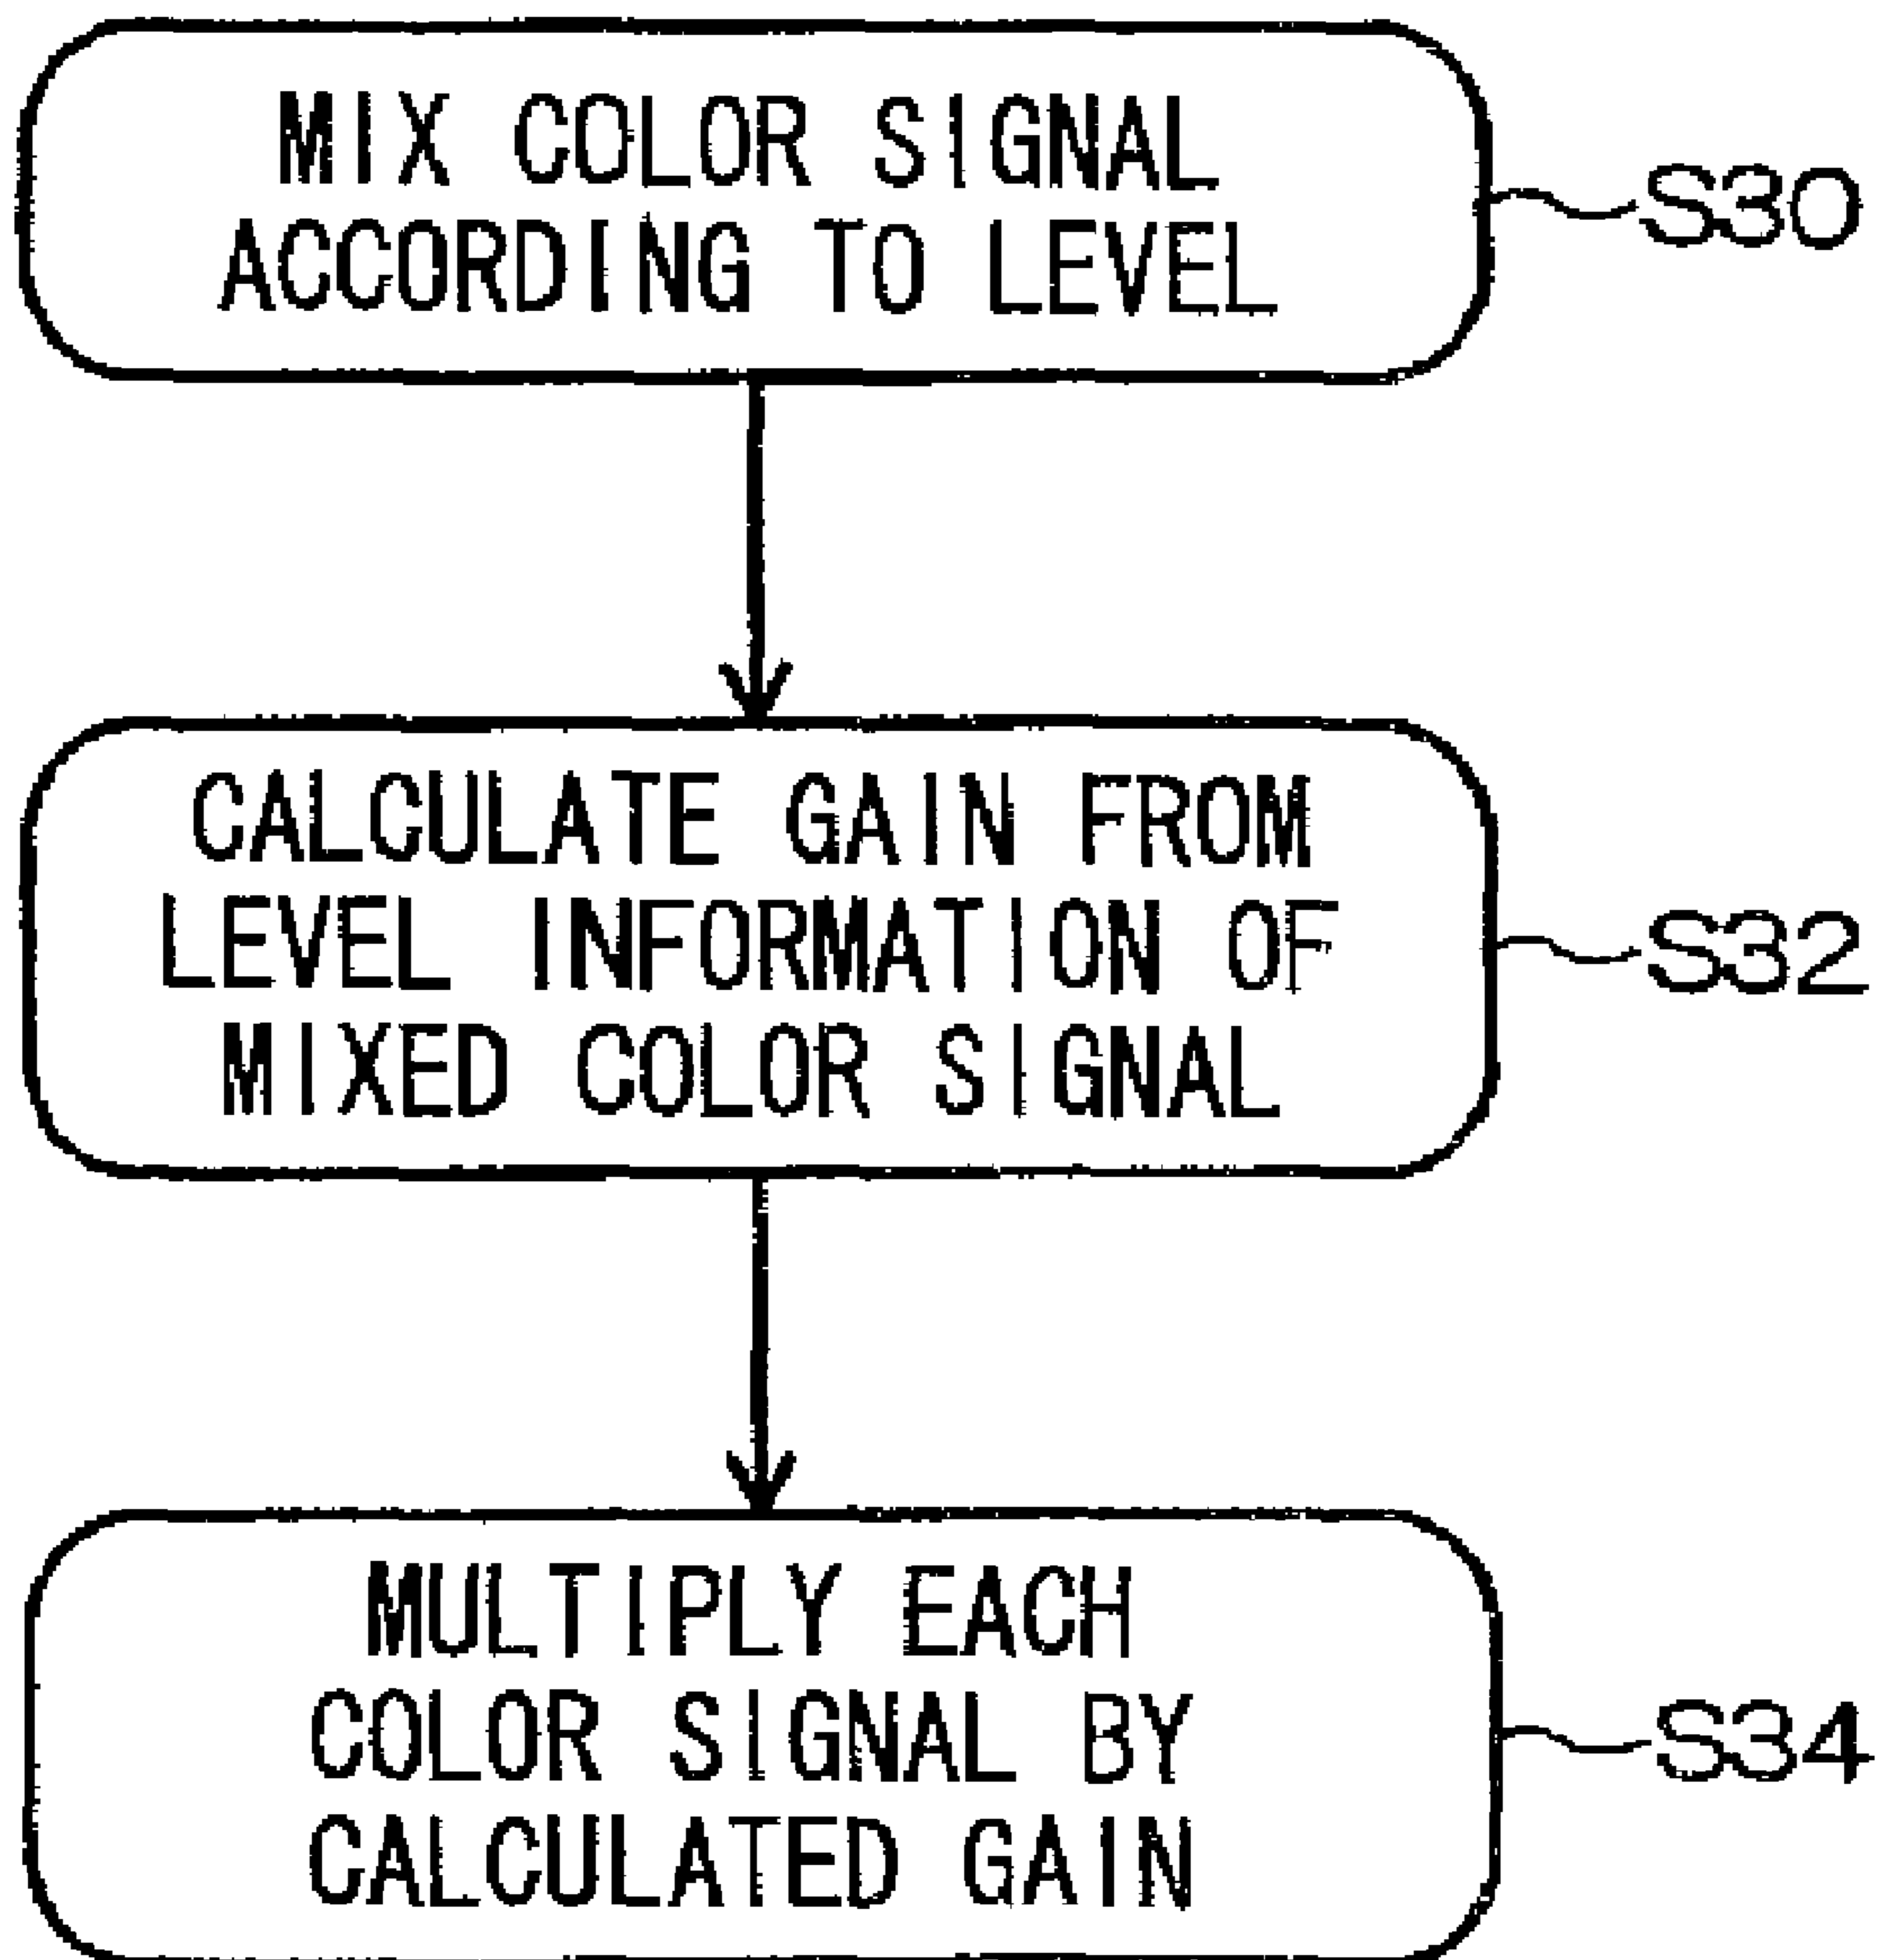 MIX COLOR SIGNAL
ACCORDING TO LEVEL
S30
CALCULATE GAIN FROM
LEVEL INFORMATION OF
MIXED COLOR SIGNAL
S32
MULTIPLY EACH
COLOR SIGNAL BY
CALCULATED GAIN
S34